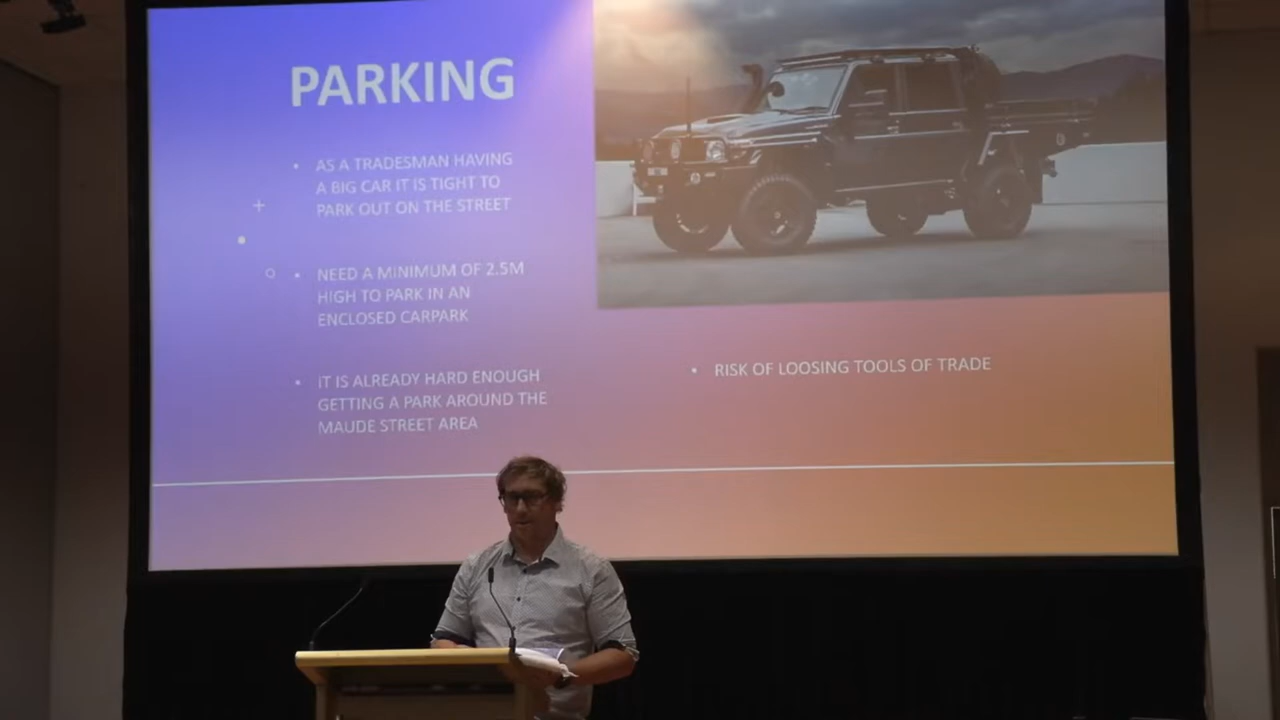 PARKING
• AS A TRADESMAN HAVING
A BIG CAR IT IS TIGHT TO
PARK OUT ON THE STREET
• NEED A MINIMUM OF 2.5M
HIGH TO PARK IN AN
ENCLOSED CARPARK
• IT IS ALREADY HARD ENOUGH
GETTING A PARK AROUND THE
MAUDE STREET AREA
• RISK OF LOOSING TOOLS OF TRADE